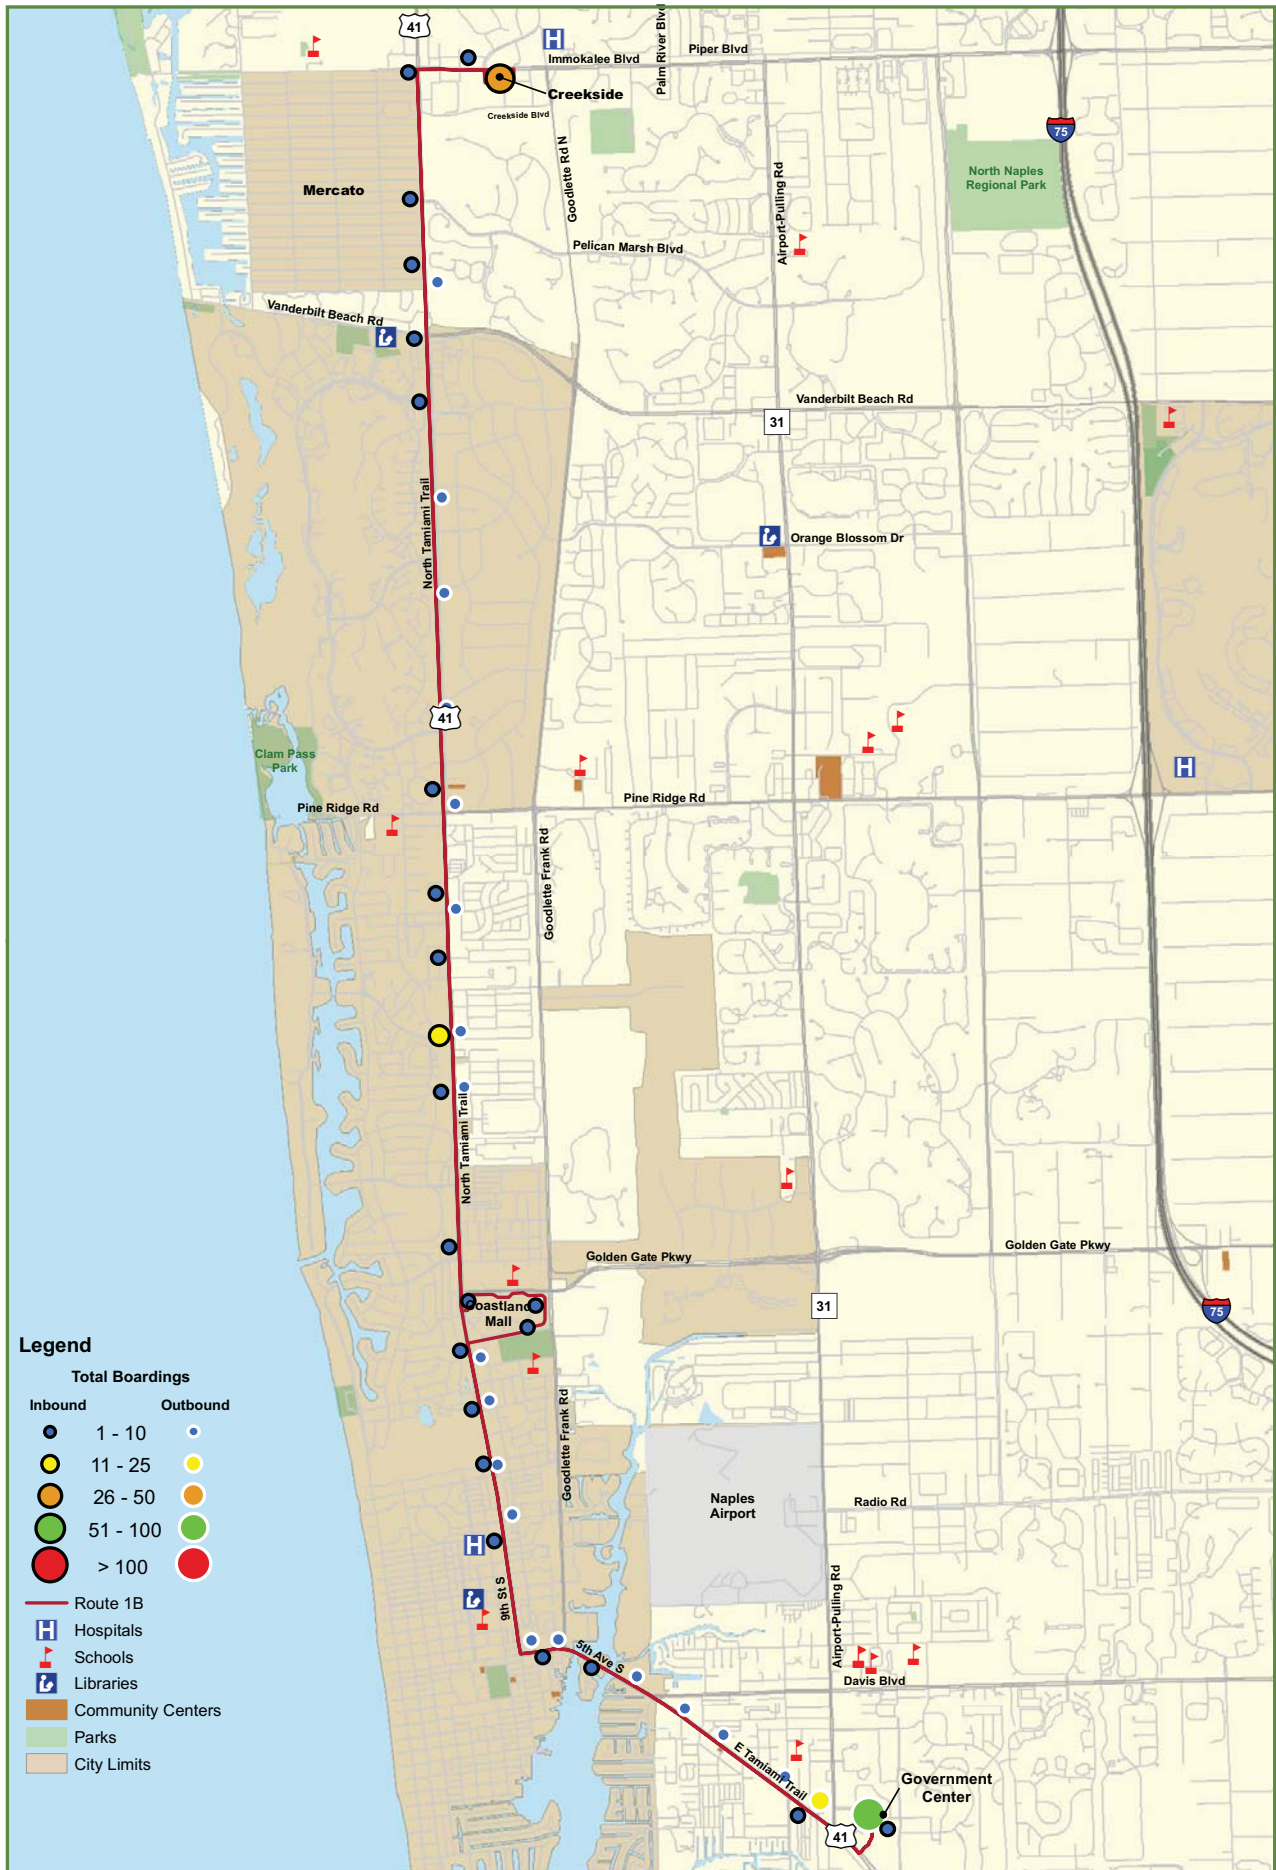 41
Palm River Blvd
Piper Blvd
Immokalee Blvd
Creekside
Creekside Blvd
75
Goodlette Rd N
Airport-Pulling Rd
North Naples
Regional Park
Mercato
Pelican Marsh Blvd
Vanderbilt Beach Rd
Vanderbilt Beach Rd
31
North Tamiami Trail
Orange Blossom Dr
41
Clam Pass
Park
Pine Ridge Rd
Pine Ridge Rd
Goodlette Frank Rd
North Tamiami Trail
Golden Gate Pkwy
Golden Gate Pkwy
Coastland
Mall
31
75
Goodlette Frank Rd
Naples
Airport
Radio Rd
9th St S
5th Ave S
Airport-Pulling Rd
Davis Blvd
E Tamiami Trail
Government
Center
41
H
H
H
Legend
Total Boardings
Inbound Outbound
1 - 10
11 - 25
26 - 50
51 - 100
> 100
Route 1B
H Hospitals
Schools
Libraries
Community Centers
Parks
City Limits